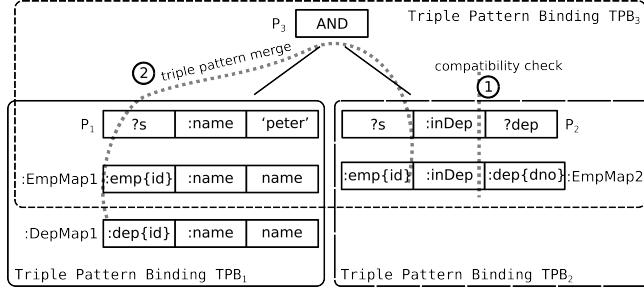 P3 AND Triple Pattern Binding TPB3
② triple pattern merge
compatibility check
①
P1 ?s :name ‘peter’
?s :inDep ?dep P2
:EmpMap1 :emp{id} :name name
:emp{id} :inDep :dep{dno} :EmpMap2
:DepMap1 :dep{id} :name name
Triple Pattern Binding TPB1
Triple Pattern Binding TPB2